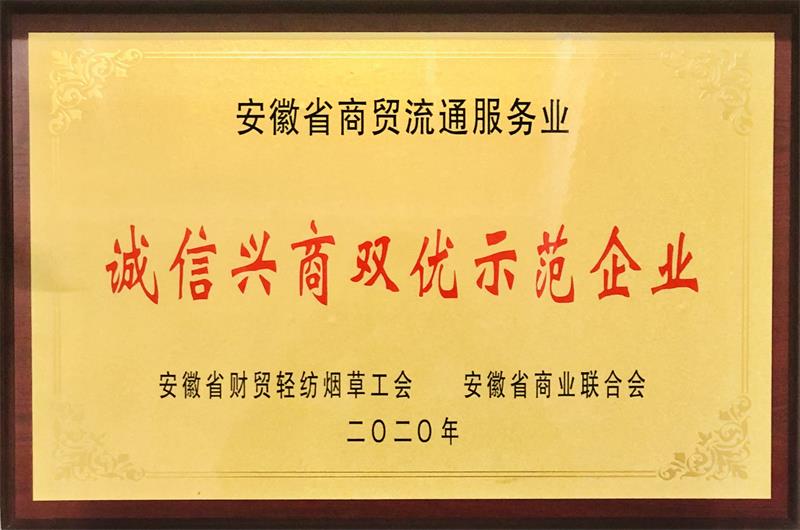 安徽省商贸流通服务业
诚信兴商双优示范企业
安徽省财贸轻纺烟草工会 安徽省商业联合会
二〇二〇年